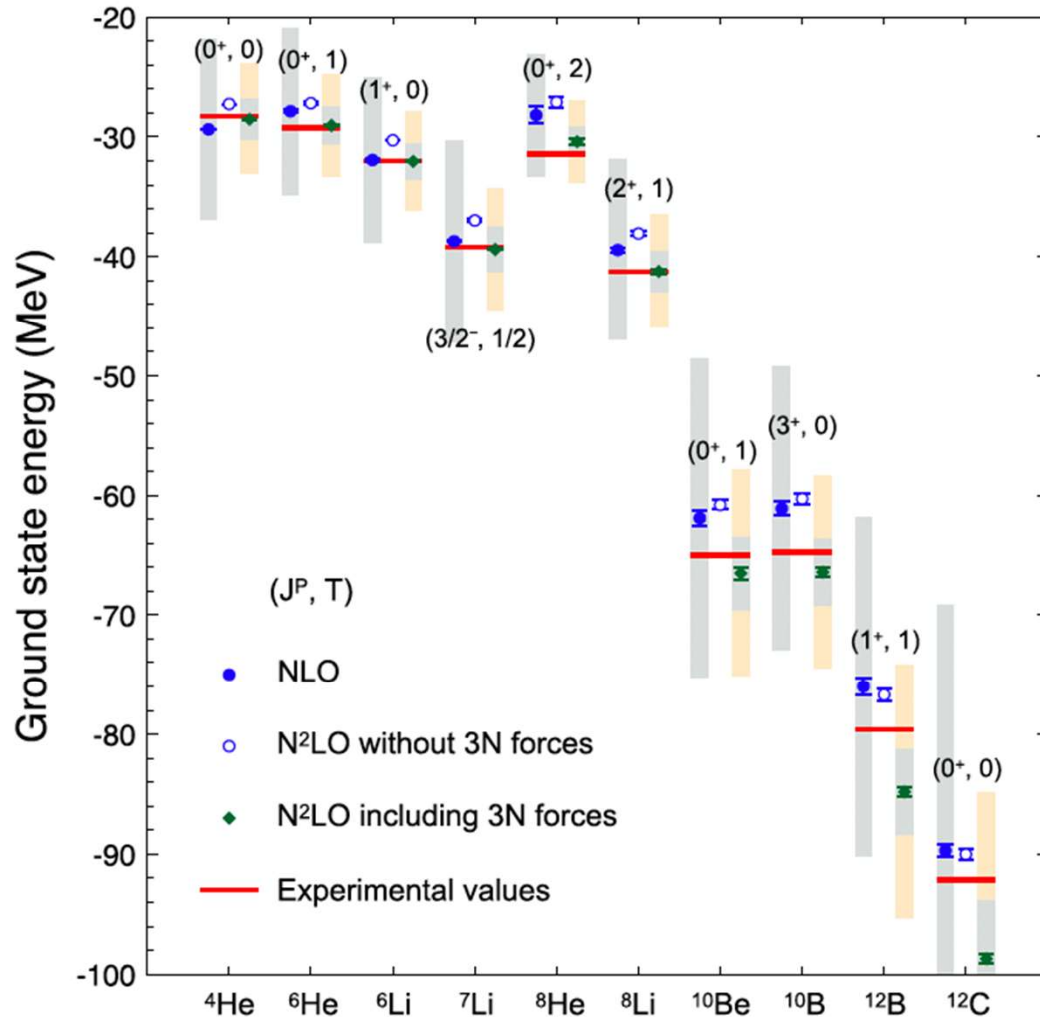 Ground state energy (MeV)
-20
-30
-40
-50
-60
-70
-80
-90
-100
(0⁺, 0)
(0⁺, 1)
(1⁺, 0)
(3/2⁻, 1/2)
(0⁺, 2)
(2⁺, 1)
(0⁺, 1)
(3⁺, 0)
(1⁺, 1)
(0⁺, 0)
(Jᴾ, T)
NLO
N²LO without 3N forces
N²LO including 3N forces
Experimental values
⁴He ⁶He ⁶Li ⁷Li ⁸He ⁸Li ¹⁰Be ¹⁰B ¹²B ¹²C